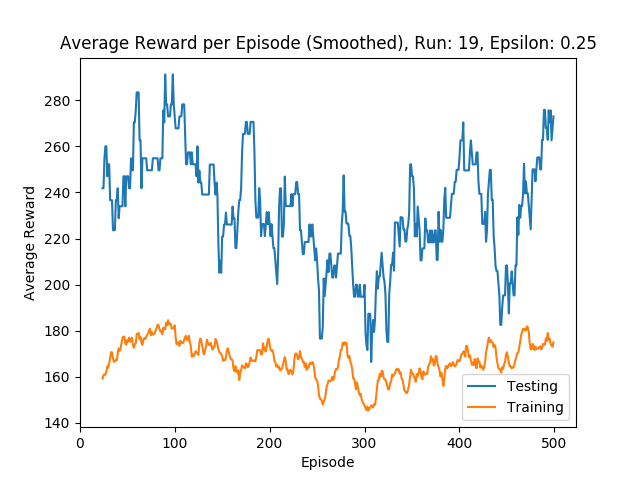 Average Reward per Episode (Smoothed), Run: 19, Epsilon: 0.25
280
260
240
220
200
180
160
140
Average Reward
0
100
200
300
400
500
Episode
Testing
Training